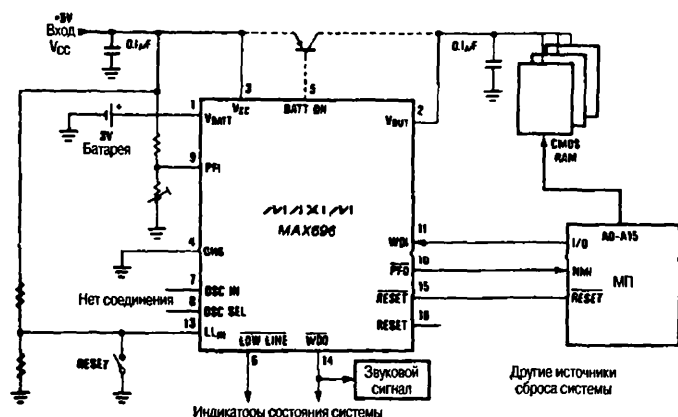 +5V
Вход
VCC
0.1µF
0.1µF
3
5
VCC
BATT ON
1
VBATT
2
VOUT
3V
Батарея
CMOS
RAM
9
PFI
MAXIM
MAX696
A0-A15
11
WDI
I/O
4
GND
10
PFO
NMI
МП
7
OSC IN
15
RESET
RESET
Нет соединения
8
OSC SEL
16
RESET
13
LLIN
LOW LINE
WDO
RESET
6
14
Звуковой
сигнал
Другие источники
сброса системы
Индикаторы состояния системы